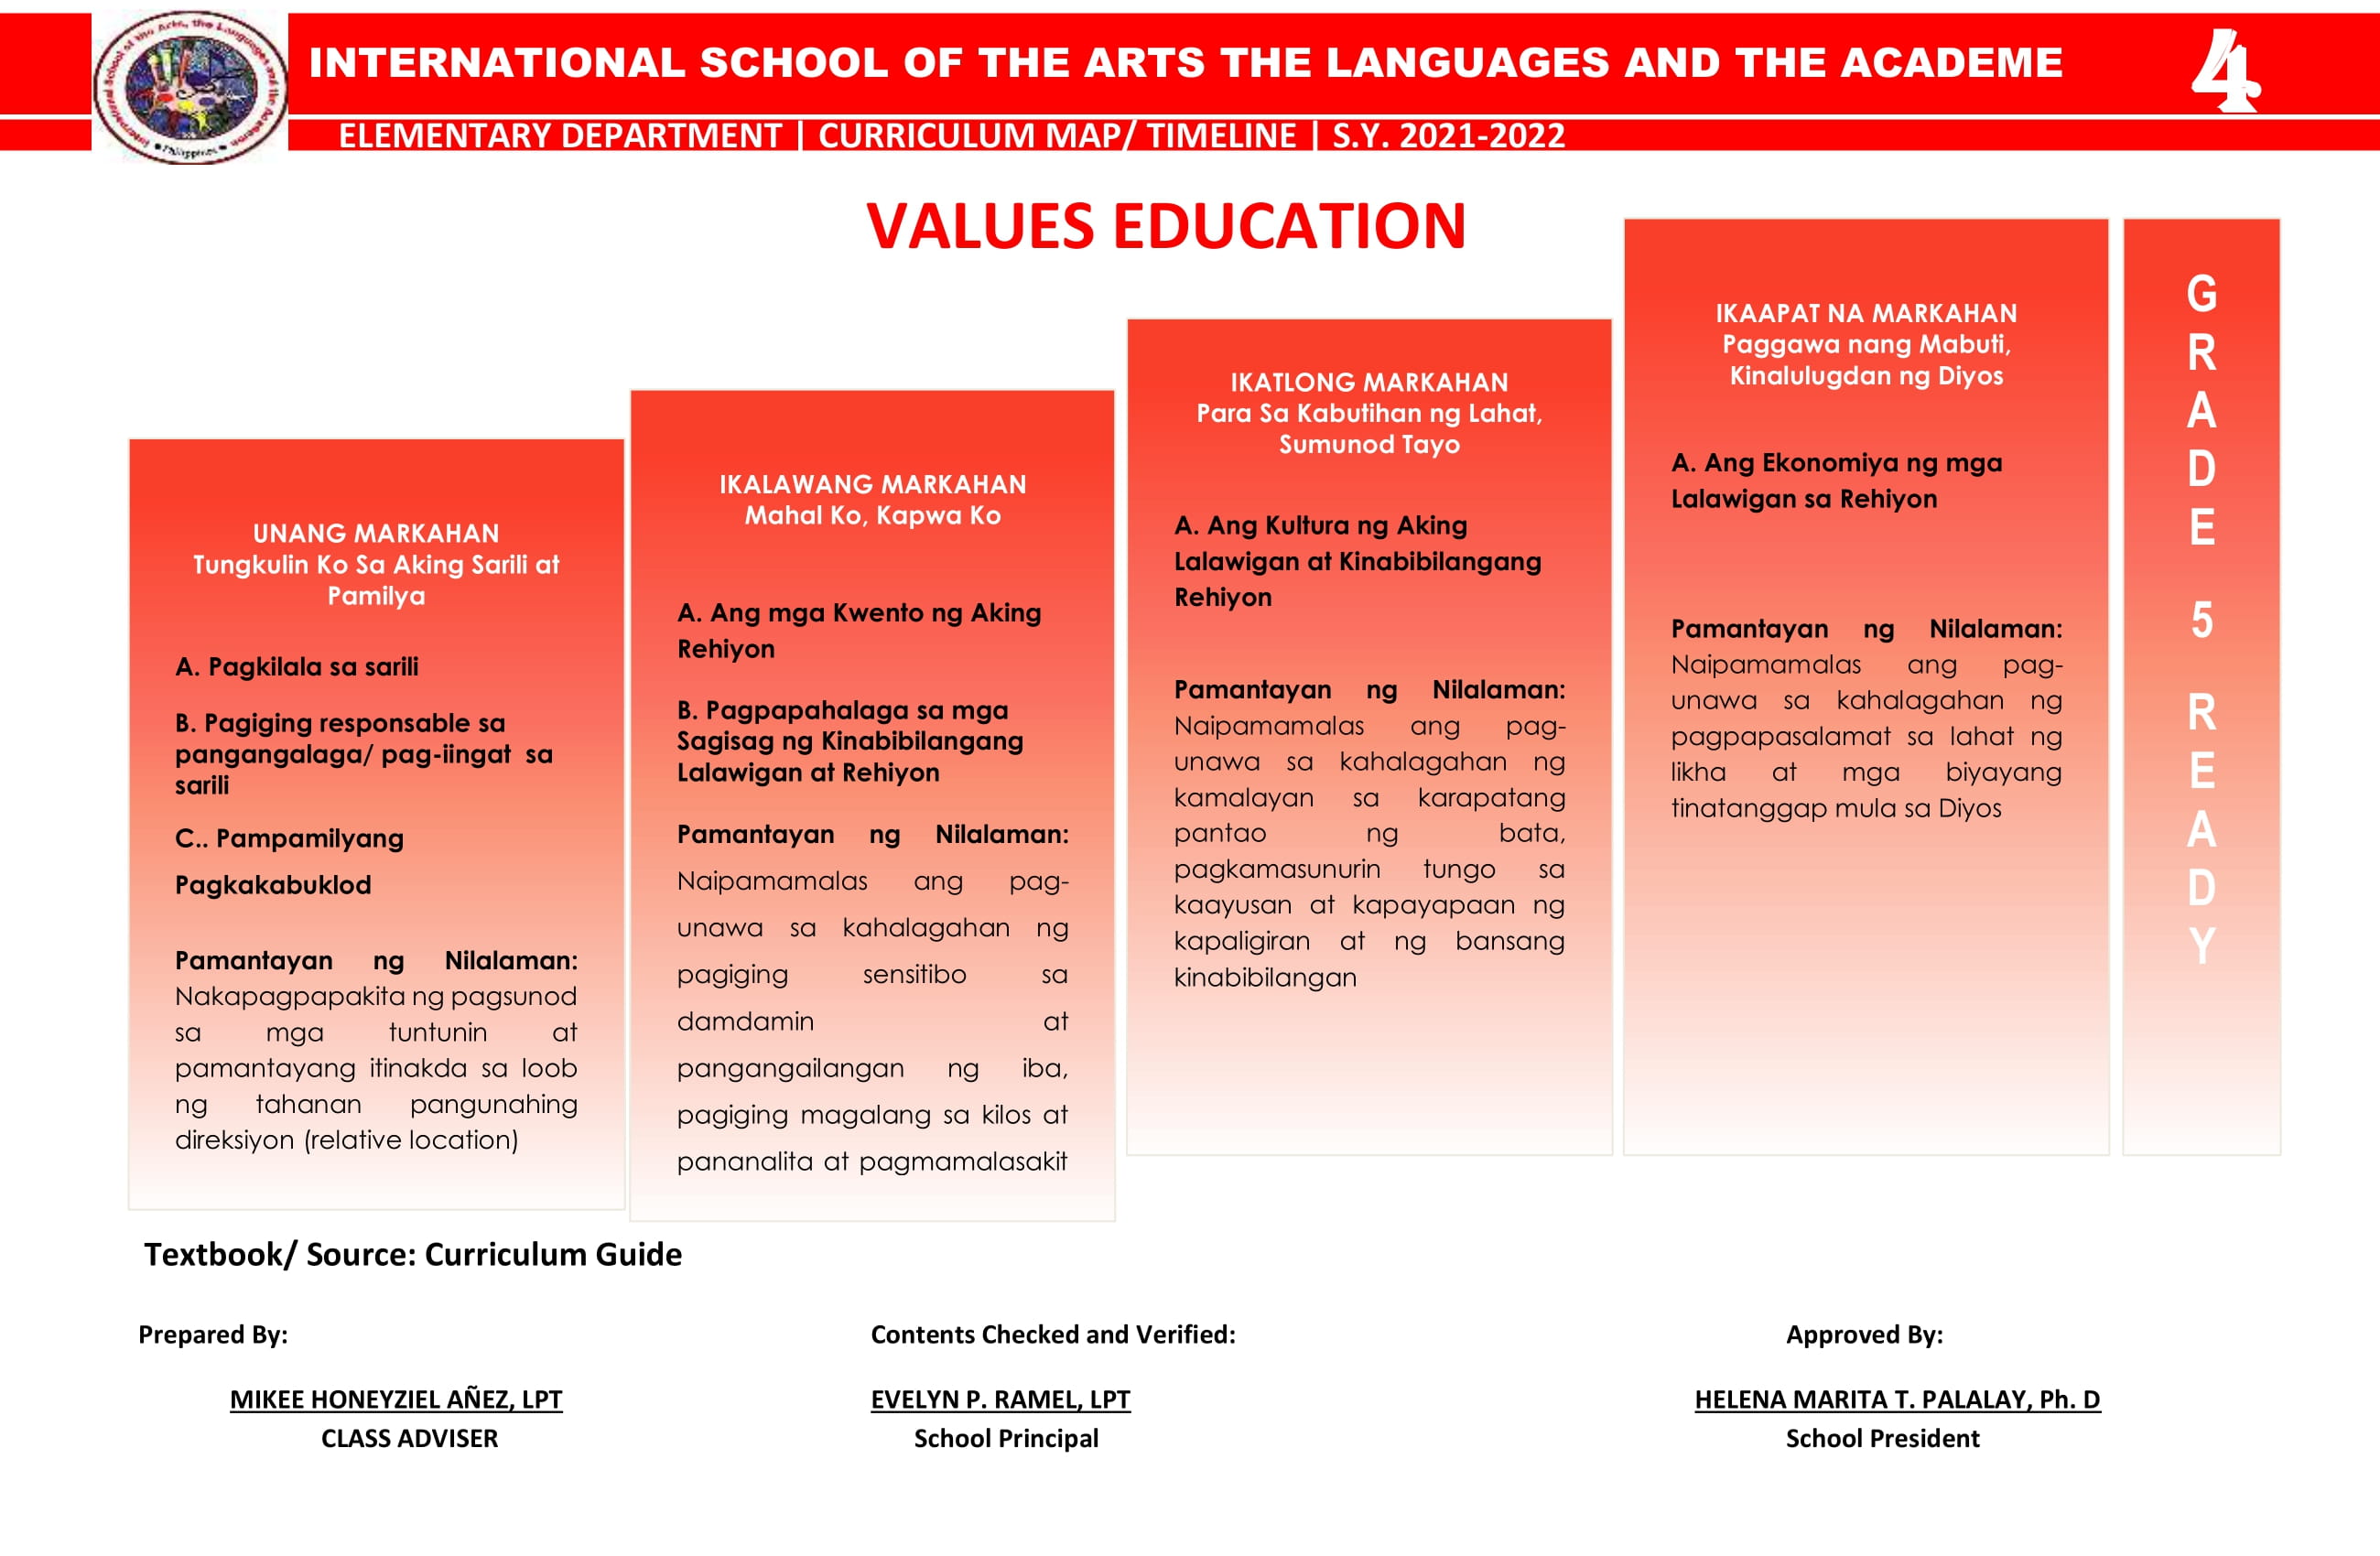 INTERNATIONAL SCHOOL OF THE ARTS THE LANGUAGES AND THE ACADEME
4
ELEMENTARY DEPARTMENT | CURRICULUM MAP/ TIMELINE | S.Y. 2021-2022
International School of the Arts, the Languages and the Academe
Philippines
VALUES EDUCATION
UNANG MARKAHAN
Tungkulin Ko Sa Aking Sarili at
Pamilya
A. Pagkilala sa sarili
B. Pagiging responsable sa
pangangalaga/ pag-iingat sa
sarili
C.. Pampamilyang
Pagkakabuklod
Pamantayan ng Nilalaman:
Nakapagpapakita ng pagsunod
sa mga tuntunin at
pamantayang itinakda sa loob
ng tahanan pangunahing
direksiyon (relative location)
IKALAWANG MARKAHAN
Mahal Ko, Kapwa Ko
A. Ang mga Kwento ng Aking
Rehiyon
B. Pagpapahalaga sa mga
Sagisag ng Kinabibilangang
Lalawigan at Rehiyon
Pamantayan ng Nilalaman:
Naipamamalas ang pag-
unawa sa kahalagahan ng
pagiging sensitibo sa
damdamin at
pangangailangan ng iba,
pagiging magalang sa kilos at
pananalita at pagmamalasakit
IKATLONG MARKAHAN
Para Sa Kabutihan ng Lahat,
Sumunod Tayo
A. Ang Kultura ng Aking
Lalawigan at Kinabibilangang
Rehiyon
Pamantayan ng Nilalaman:
Naipamamalas ang pag-
unawa sa kahalagahan ng
kamalayan sa karapatang
pantao ng bata,
pagkamasunurin tungo sa
kaayusan at kapayapaan ng
kapaligiran at ng bansang
kinabibilangan
IKAAPAT NA MARKAHAN
Paggawa nang Mabuti,
Kinalulugdan ng Diyos
A. Ang Ekonomiya ng mga
Lalawigan sa Rehiyon
Pamantayan ng Nilalaman:
Naipamamalas ang pag-
unawa sa kahalagahan ng
pagpapasalamat sa lahat ng
likha at mga biyayang
tinatanggap mula sa Diyos
GRADE 5 READY
Textbook/ Source: Curriculum Guide
Prepared By:
Contents Checked and Verified:
Approved By:
MIKEE HONEYZIEL AÑEZ, LPT
EVELYN P. RAMEL, LPT
HELENA MARITA T. PALALAY, Ph. D
CLASS ADVISER
School Principal
School President